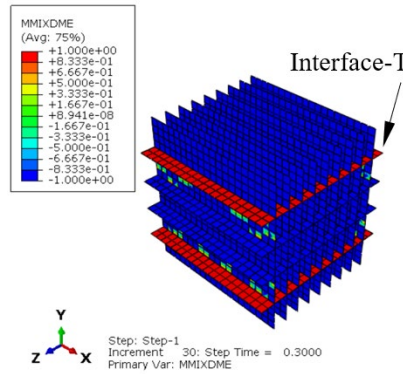 MMIXDME
(Avg: 75%)
+1.000e+00
+8.333e-01
+6.667e-01
+5.000e-01
+3.333e-01
+1.667e-01
+8.941e-08
-1.667e-01
-3.333e-01
-5.000e-01
-6.667e-01
-8.333e-01
-1.000e+00
Interface-T
Y
Z X
Step: Step-1
Increment 30: Step Time = 0.3000
Primary Var: MMIXDME